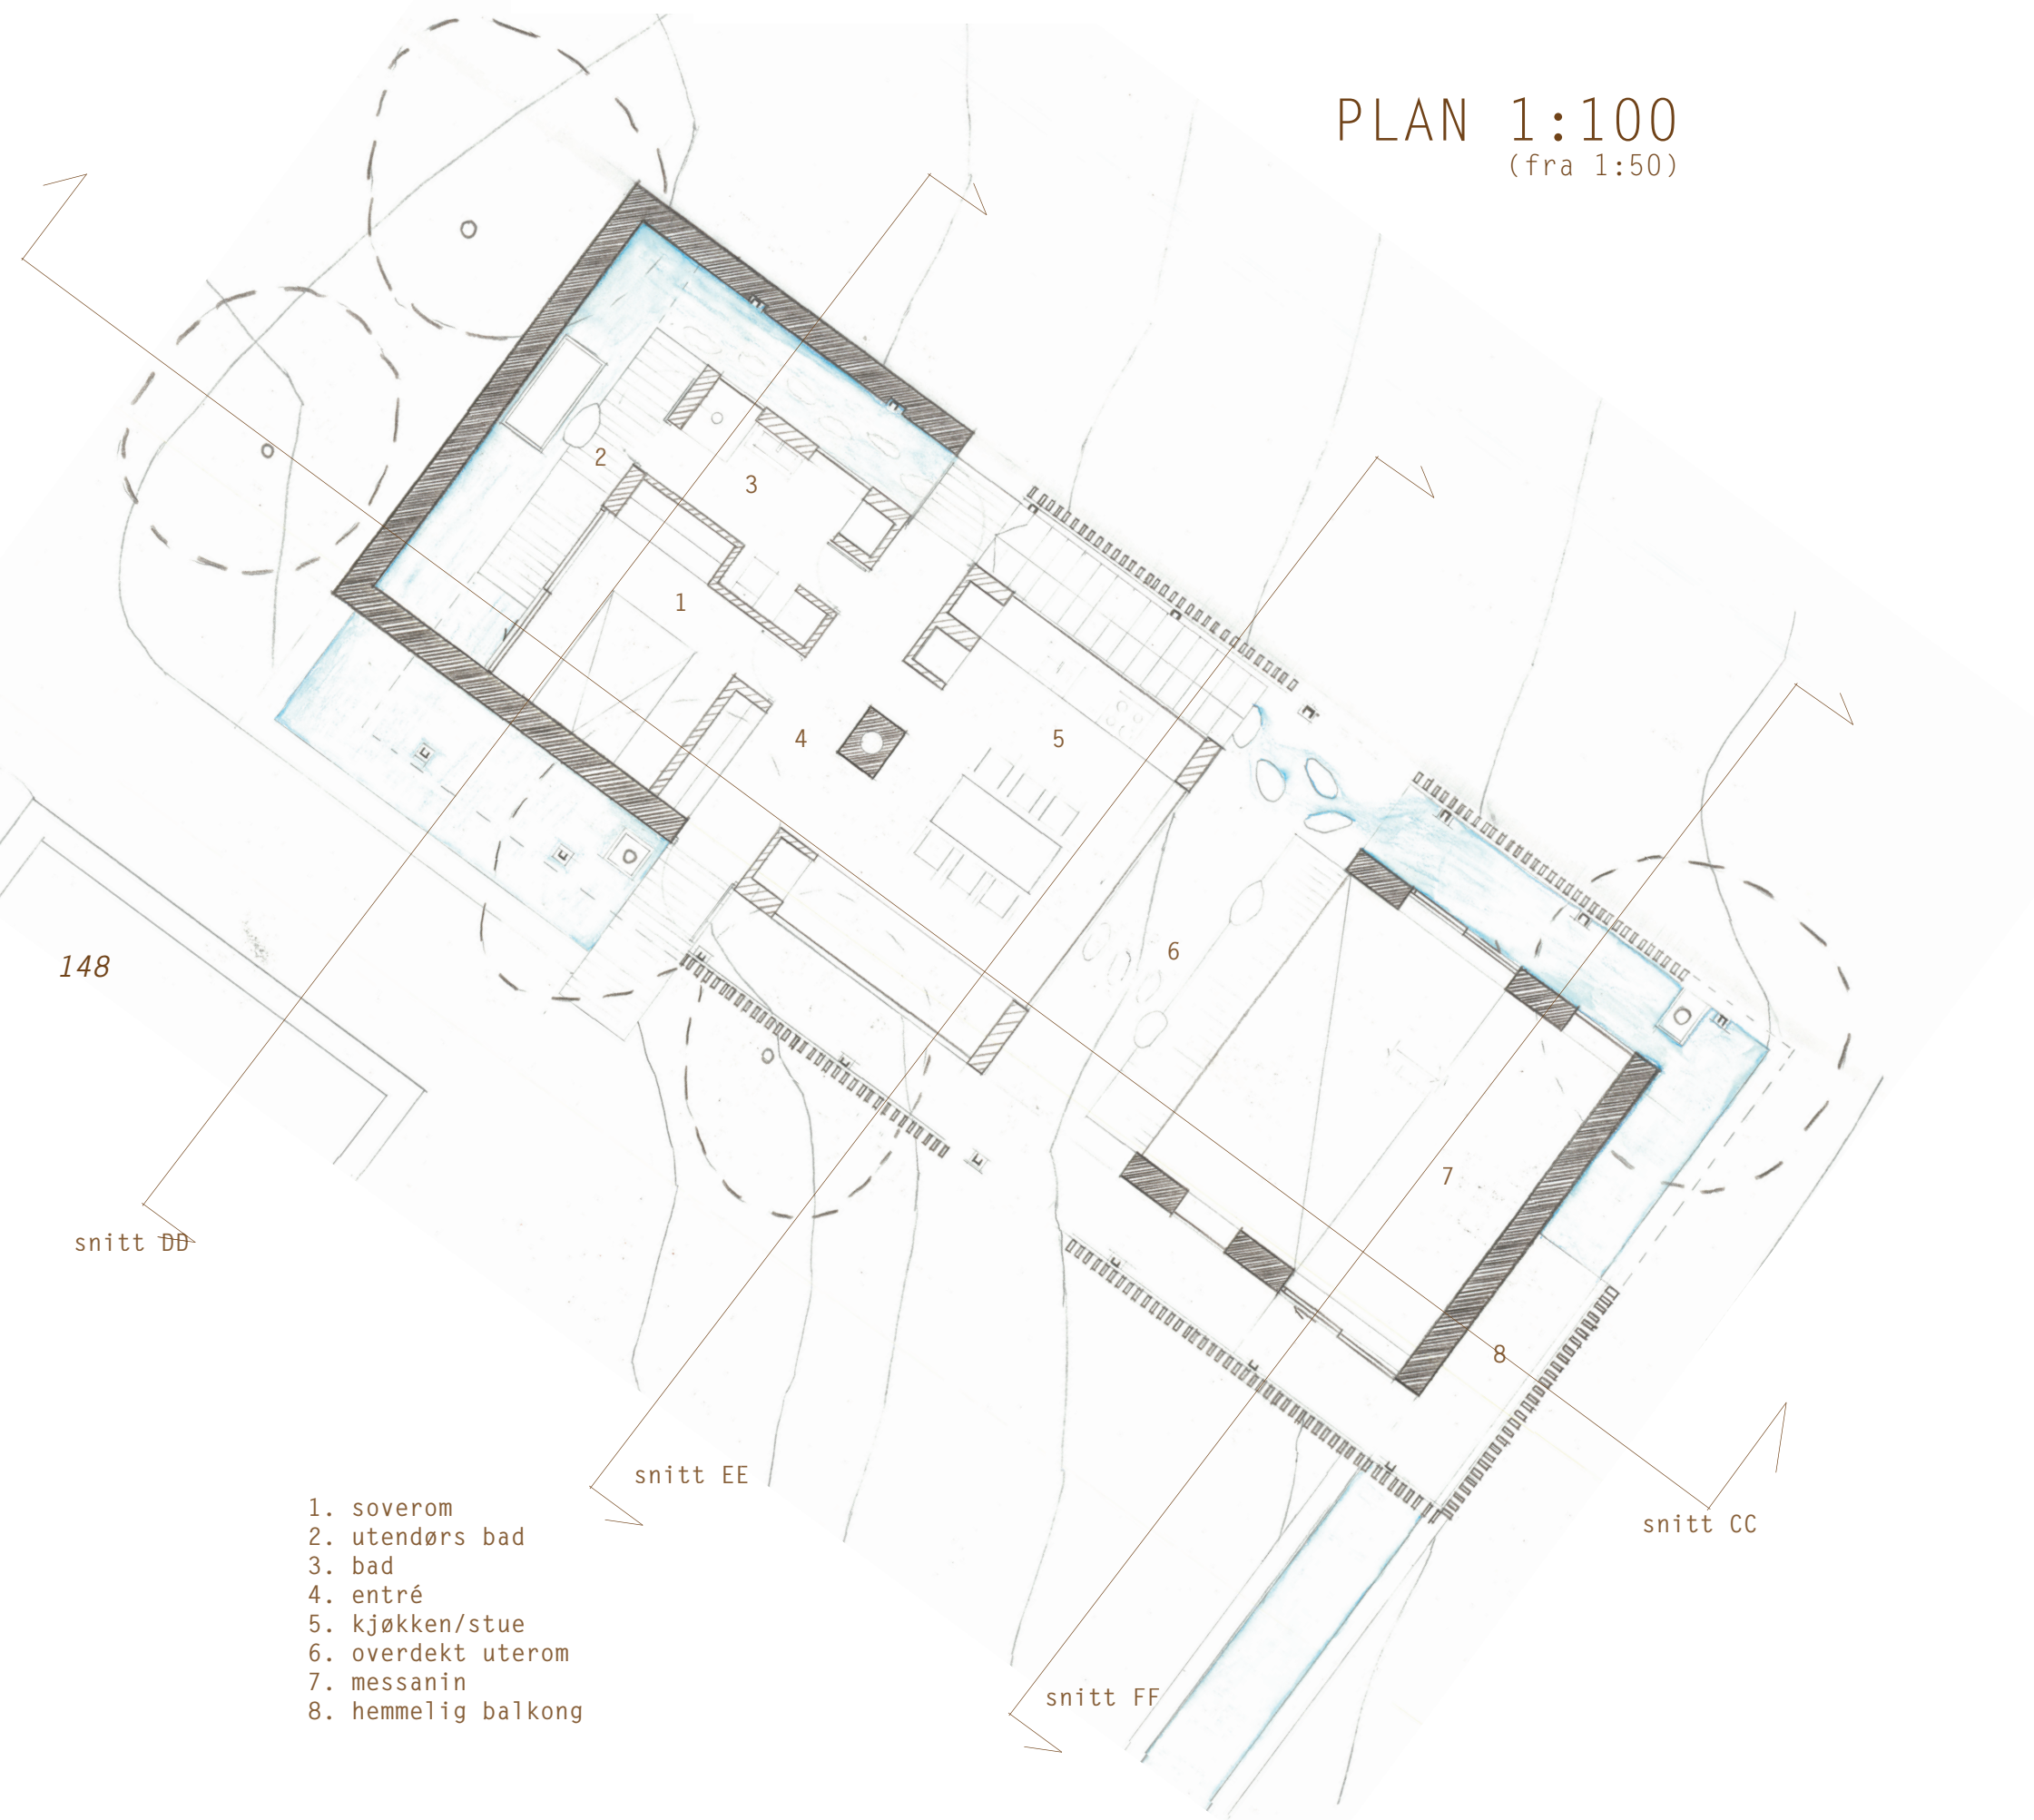 PLAN 1:100
(fra 1:50)
2
3
1
4
5
6
148
7
8
snitt DD
snitt EE
snitt CC
snitt FF
1. soverom
2. utendørs bad
3. bad
4. entré
5. kjøkken/stue
6. overdekt uterom
7. messanin
8. hemmelig balkong